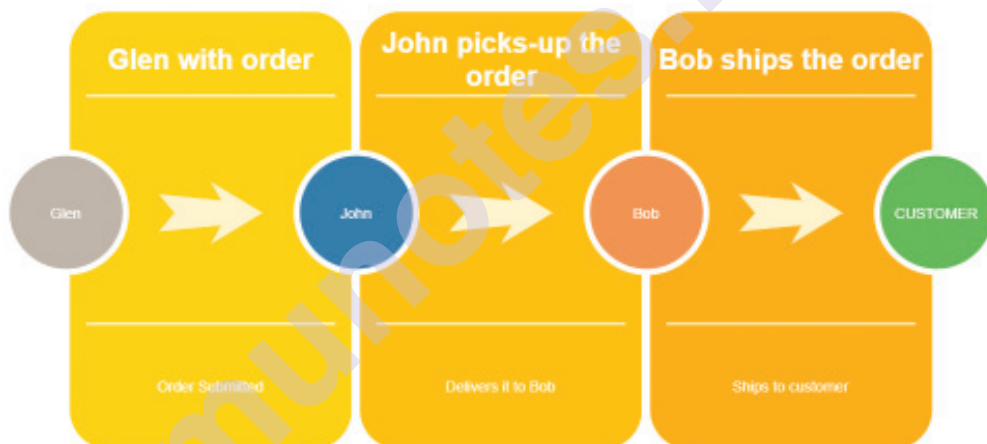 Glen with order
John picks-up the
order
Bob ships the order
Glen
John
Bob
CUSTOMER
Order Submitted
Delivers it to Bob
Ships to customer
munotes.